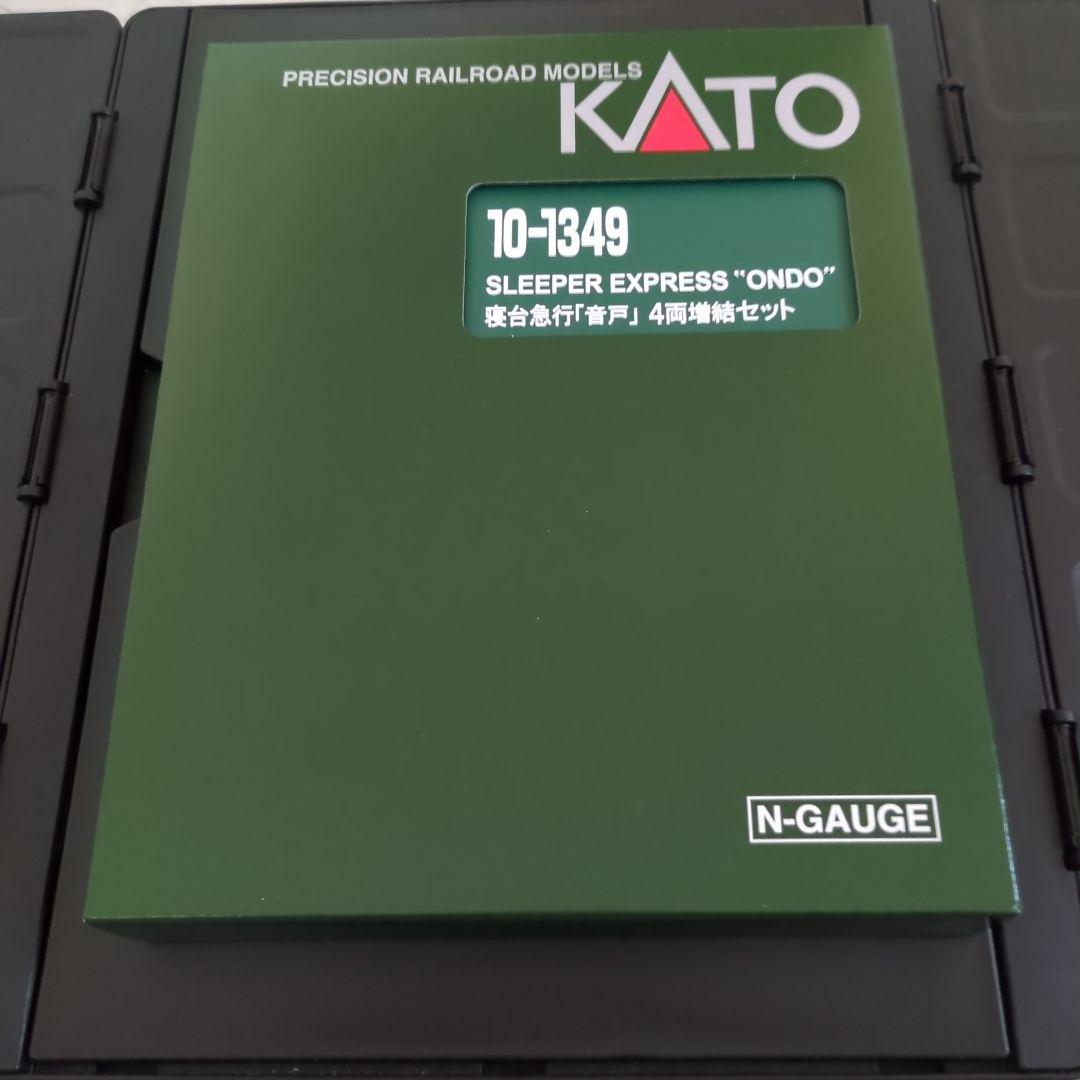 PRECISION RAILROAD MODELS
KATO
10-1349
SLEEPER EXPRESS "ONDO"
寝台急行「音戸」 4両増結セット
N-GAUGE